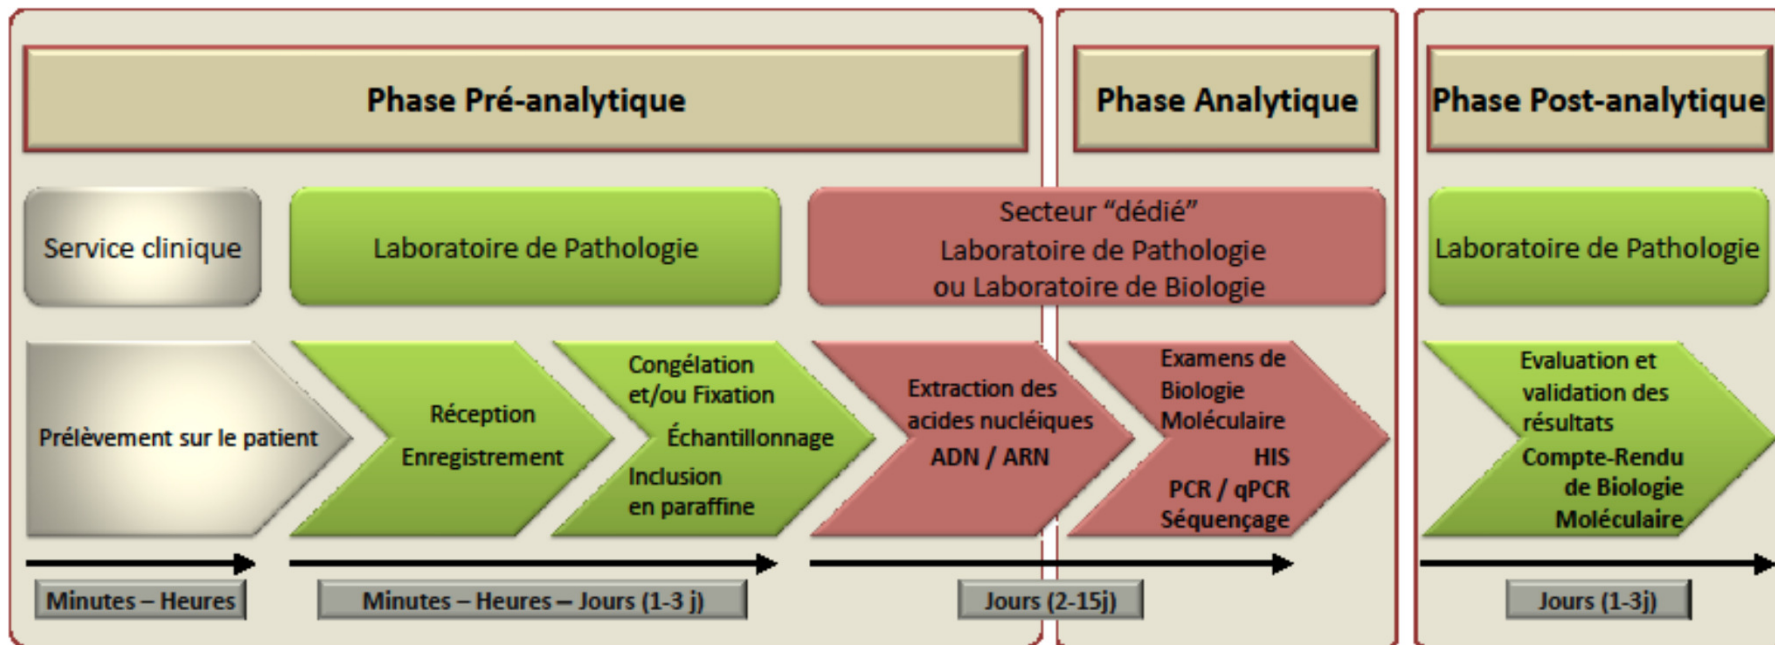 Phase Pré-analytique
Phase Analytique
Phase Post-analytique
Service clinique
Laboratoire de Pathologie
Secteur “dédié”
Laboratoire de Pathologie
ou Laboratoire de Biologie
Laboratoire de Pathologie
Prélèvement sur le patient
Réception
Enregistrement
Congélation
et/ou Fixation
Échantillonnage
Inclusion
en paraffine
Extraction des
acides nucléiques
ADN / ARN
Examens de
Biologie
Moléculaire
HIS
PCR / qPCR
Séquençage
Evaluation et
validation des
résultats
Compte-Rendu
de Biologie
Moléculaire
Minutes – Heures
Minutes – Heures – Jours (1-3 j)
Jours (2-15j)
Jours (1-3j)